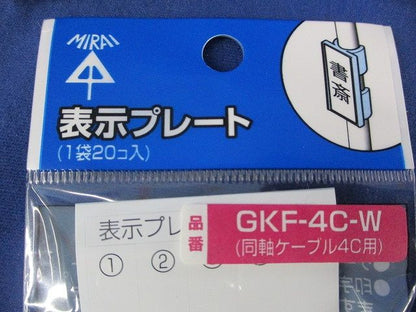 MIRAI
書斎
表示プレート
(1袋20コ入)
品番
GKF-4C-W
(同軸ケーブル4C用)
表示プレ
① ②